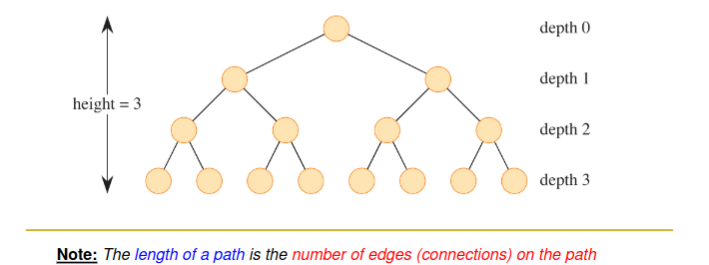 depth 0
depth 1
height = 3
depth 2
depth 3
Note: The length of a path is the number of edges (connections) on the path